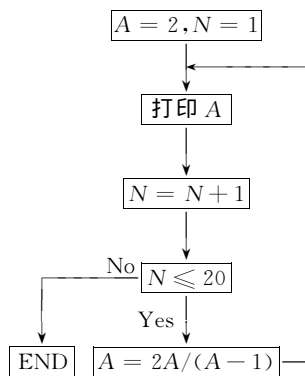 A = 2, N = 1
打印 A
N = N + 1
No
N ⩽ 20
Yes
END
A = 2A/(A − 1)